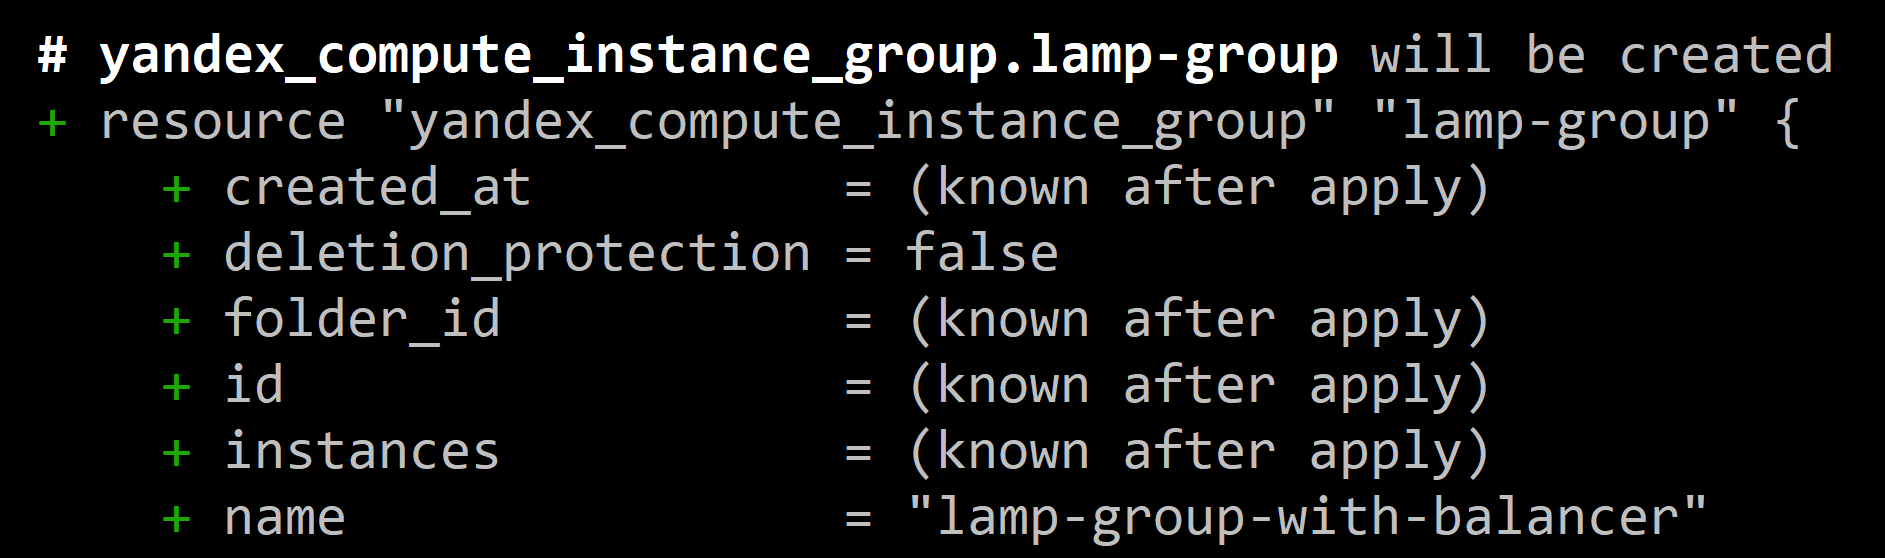 # yandex_compute_instance_group.lamp-group will be created
+ resource "yandex_compute_instance_group" "lamp-group" {
+ created_at = (known after apply)
+ deletion_protection = false
+ folder_id = (known after apply)
+ id = (known after apply)
+ instances = (known after apply)
+ name = "lamp-group-with-balancer"